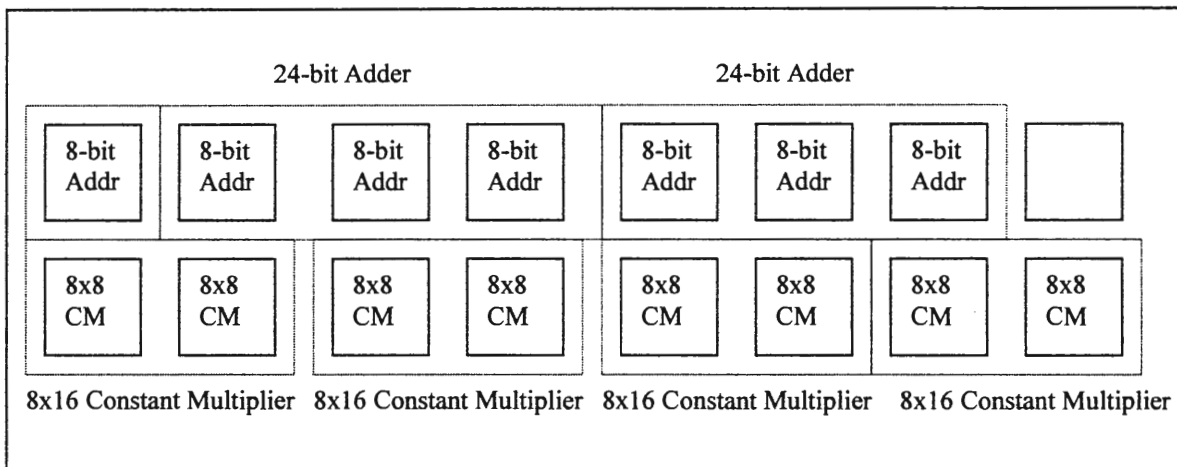 24-bit Adder 24-bit Adder
8-bit 8-bit 8-bit 8-bit 8-bit 8-bit 8-bit
Addr Addr Addr Addr Addr Addr Addr
8x8 8x8 8x8 8x8 8x8 8x8 8x8 8x8
CM CM CM CM CM CM CM CM
8x16 Constant Multiplier 8x16 Constant Multiplier 8x16 Constant Multiplier 8x16 Constant Multiplier